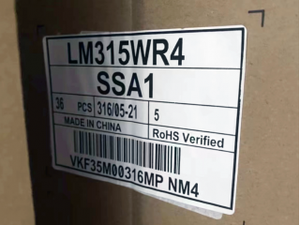 LM315WR4
SSA1
36 PCS 316/05-21 5
MADE IN CHINA RoHS Verified
VKF35M00316MP NM4